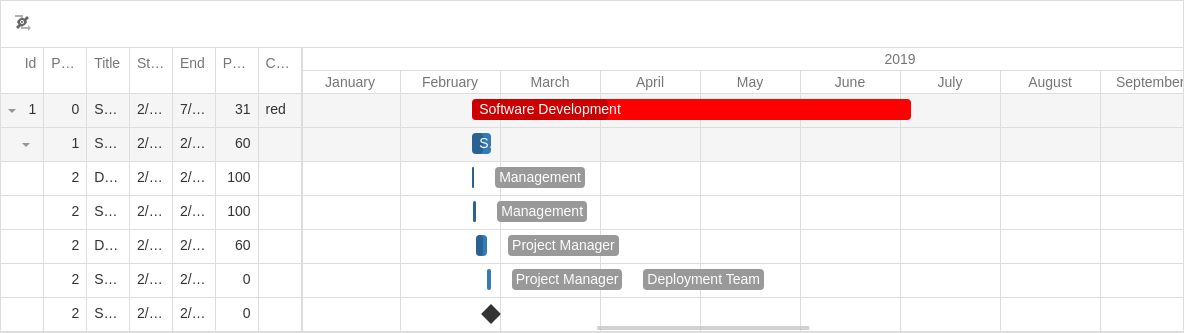 2019
Id P... Title St... End P... C... January February March April May June July August September
1 0 S... 2/... 7/... 31 red Software Development
1 S... 2/... 2/... 60 S
2 D... 2/... 2/... 100 Management
2 S... 2/... 2/... 100 Management
2 D... 2/... 2/... 60 Project Manager
2 S... 2/... 2/... 0 Project Manager Deployment Team
2 S... 2/... 2/... 0